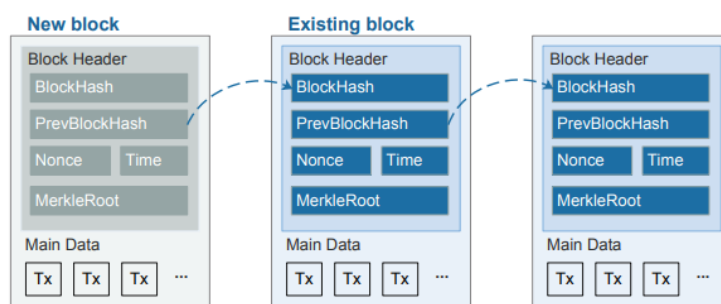 New block
Block Header
BlockHash
PrevBlockHash
Nonce Time
MerkleRoot
Main Data
Tx Tx Tx ...
Existing block
Block Header
BlockHash
PrevBlockHash
Nonce Time
MerkleRoot
Main Data
Tx Tx Tx ...
Block Header
BlockHash
PrevBlockHash
Nonce Time
MerkleRoot
Main Data
Tx Tx Tx ...